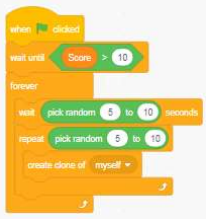 when clicked
wait until Score > 10
forever
wait pick random 5 to 10 seconds
repeat pick random 5 to 10
create clone of myself